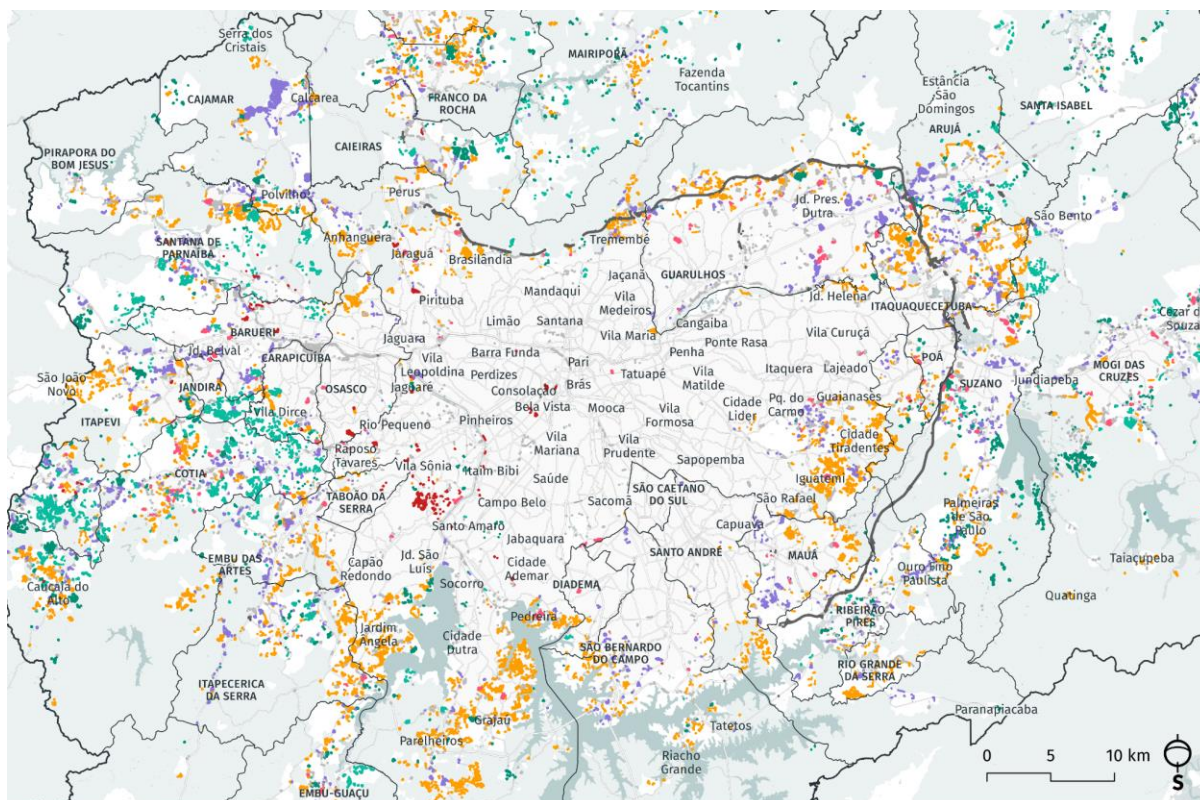 Serra dos
Cristais
MAIRIPORÃ
Fazenda
Tocantins
Estância
São
Domingos
CAJAMAR
Calcárea
FRANCO DA
ROCHA
SANTA ISABEL
ARUJÁ
CAIEIRAS
PIRAPORA DO
BOM JESUS
Polvilho
Perus
Jd. Pres.
Dutra
São Bento
Anhanguera
Tremembé
SANTANA DE
PARNAÍBA
Jaraguá
Brasilândia
Jaçanã
GUARULHOS
Mandaqui
Pirituba
Vila
Medeiros
Jd. Helena
ITAQUAQUECETUBA
Limão
Santana
Cangaíba
Cezar de
Souza
BARUERI
Jaguara
Vila Maria
Ponte Rasa
Vila Curuçá
Jd. Belval
CARAPICUÍBA
Vila
Leopoldina
Barra Funda
Pari
Penha
POÁ
São João
Novo
JANDIRA
OSASCO
Jaguaré
Perdizes
Consolação
Brás
Tatuapé
Vila
Matilde
Itaquera
Lajeado
SUZANO
Jundiapeba
MOGI DAS
CRUZES
ITAPEVI
Vila Dirce
Rio Pequeno
Pinheiros
Bela Vista
Mooca
Vila
Formosa
Cidade
Lider
Pq. do
Carmo
Guaianases
Raposo
Tavares
Vila
Mariana
Vila
Prudente
Cidade
Tiradentes
COTIA
Vila Sônia
Itaim Bibi
Sapopemba
Saúde
Iguatemi
TABOÃO DA
SERRA
Campo Belo
Sacomã
SÃO CAETANO
DO SUL
São Rafael
Palmeiras
de São
Paulo
Santo Amaro
Capuava
Jabaquara
EMBU DAS
ARTES
Capão
Redondo
Jd. São
Luís
Cidade
Ademar
SANTO ANDRÉ
MAUÁ
Taiaçupeba
Ouro Fino
Paulista
Caucaia do
Alto
Socorro
DIADEMA
Quatinga
RIBEIRÃO
PIRES
Pedreira
Jardim
Angela
Cidade
Dutra
SÃO BERNARDO
DO CAMPO
RIO GRANDE
DA SERRA
ITAPECERICA
DA SERRA
Paranapiacaba
Grajaú
Tatetos
Parelheiros
Riacho
Grande
0 5 10 km
EMBU-GUAÇU
S